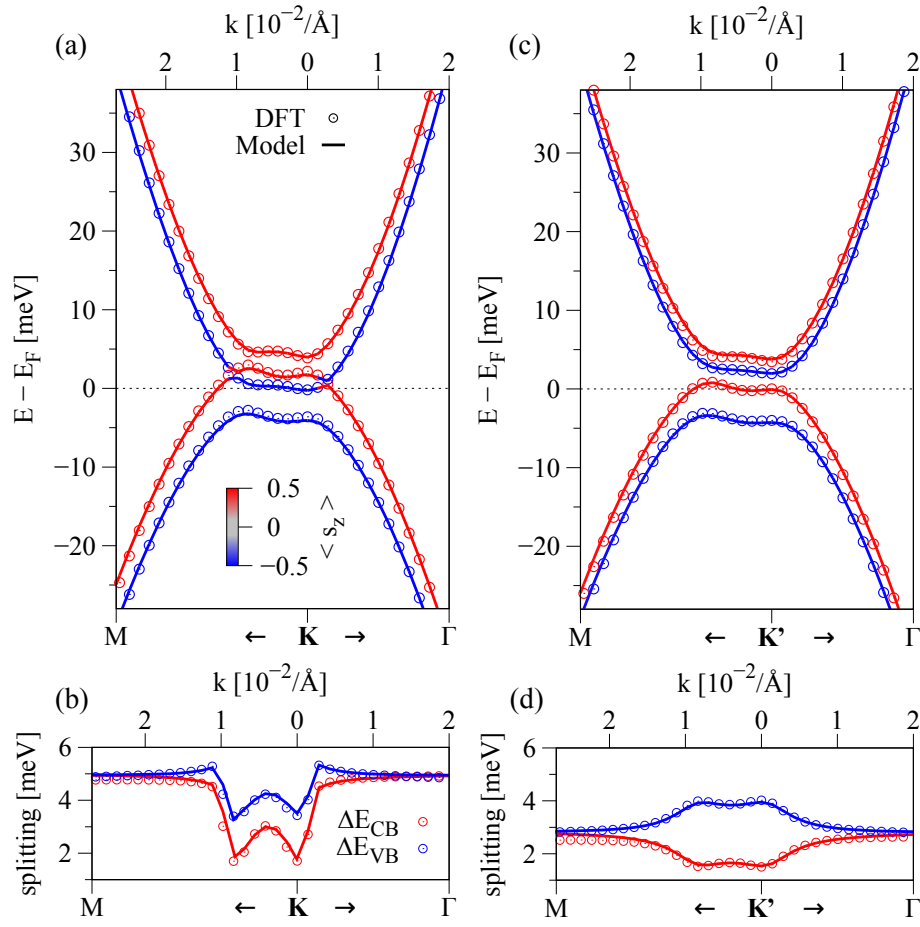 (a)
k [10⁻²/Å]
2 1 0 1 2
E − E_F [meV]
30
20
10
0
−10
−20
DFT
Model
0.5
0
−0.5
< s_z >
M ← K → Γ
(c)
k [10⁻²/Å]
2 1 0 1 2
E − E_F [meV]
30
20
10
0
−10
−20
M ← K' → Γ
(b)
k [10⁻²/Å]
2 1 0 1 2
splitting [meV]
6
4
2
ΔE_CB
ΔE_VB
M ← K → Γ
(d)
k [10⁻²/Å]
2 1 0 1 2
splitting [meV]
6
4
2
M ← K' → Γ